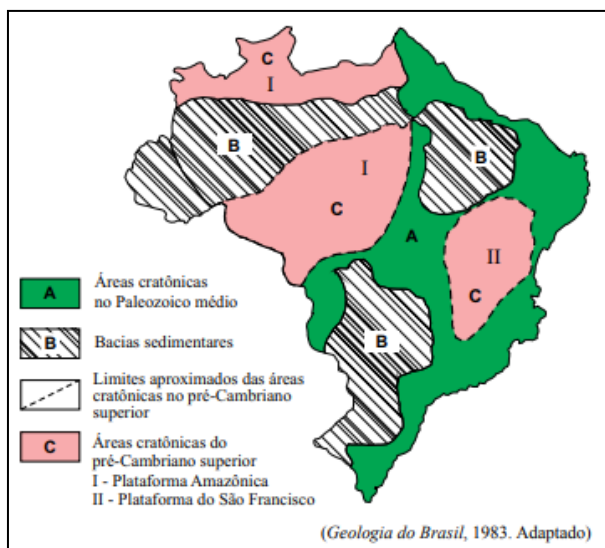 C
I
B
I
B
C
A
II
C
B
A
Áreas cratônicas
no Paleozoico médio
B
Bacias sedimentares
Limites aproximados das áreas
cratônicas no pré-Cambriano
superior
C
Áreas cratônicas do
pré-Cambriano superior
I - Plataforma Amazônica
II - Plataforma do São Francisco
(Geologia do Brasil, 1983. Adaptado)